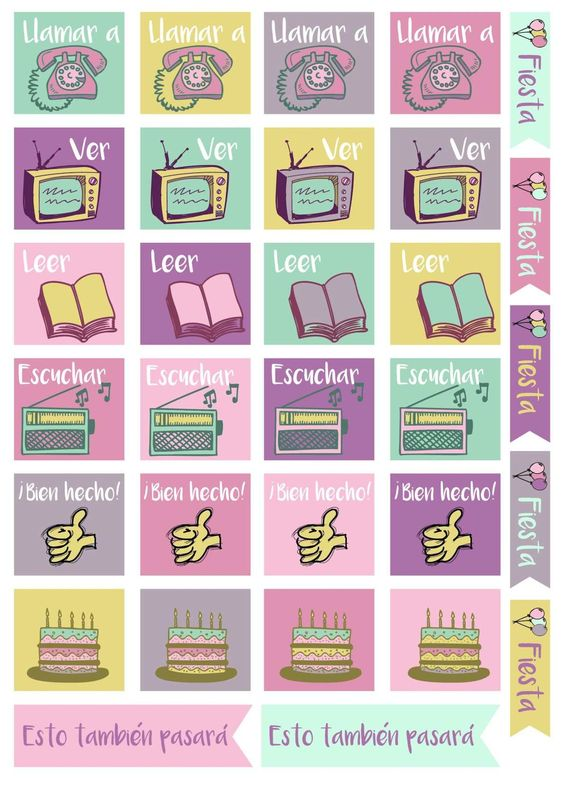 Llamar a
Llamar a
Llamar a
Llamar a
Ver
Ver
Ver
Ver
Leer
Leer
Leer
Leer
Escuchar
Escuchar
Escuchar
Escuchar
¡Bien hecho!
¡Bien hecho!
¡Bien hecho!
¡Bien hecho!
Esto también pasará
Esto también pasará
Fiesta
Fiesta
Fiesta
Fiesta
Fiesta